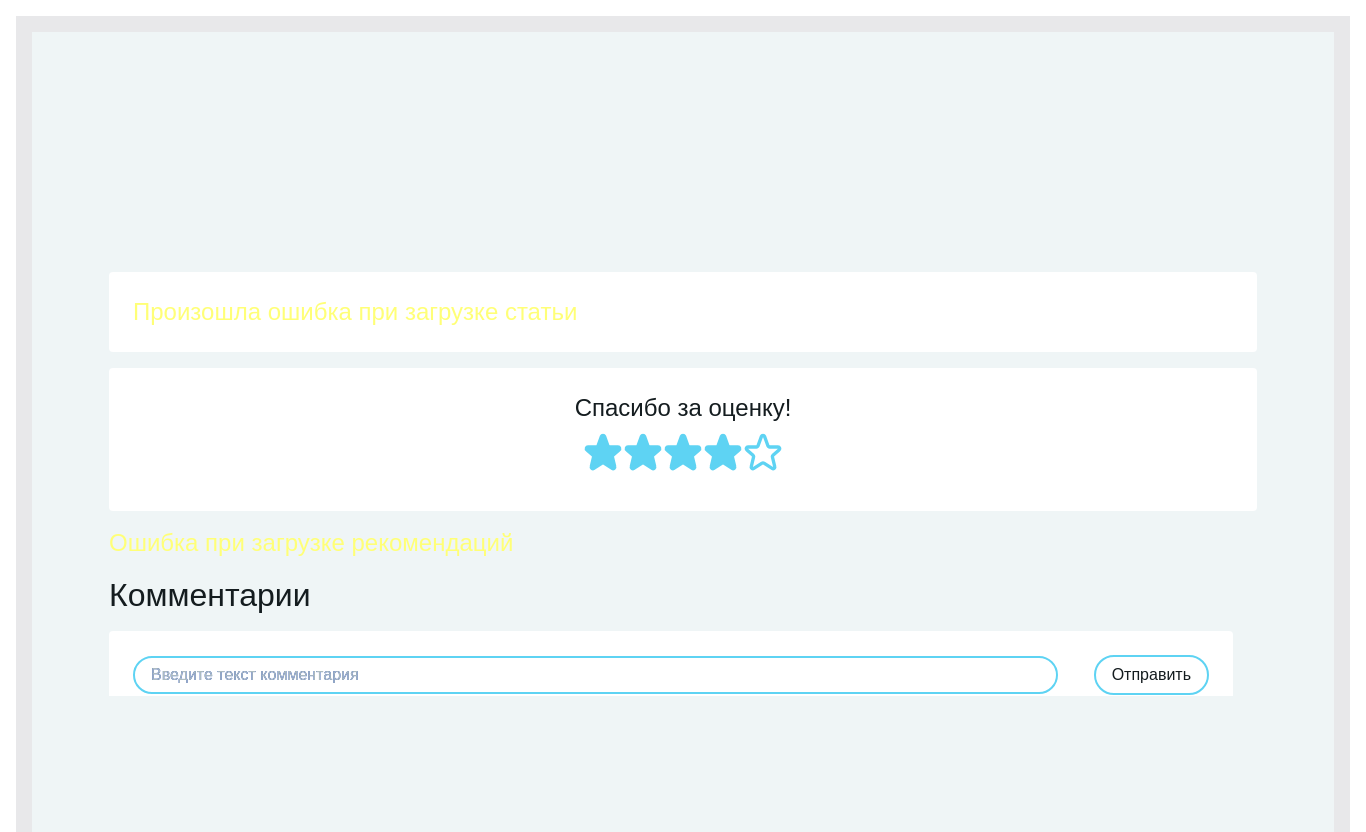 Произошла ошибка при загрузке статьи
Спасибо за оценку!
Ошибка при загрузке рекомендаций
Комментарии
Введите текст комментария
Отправить